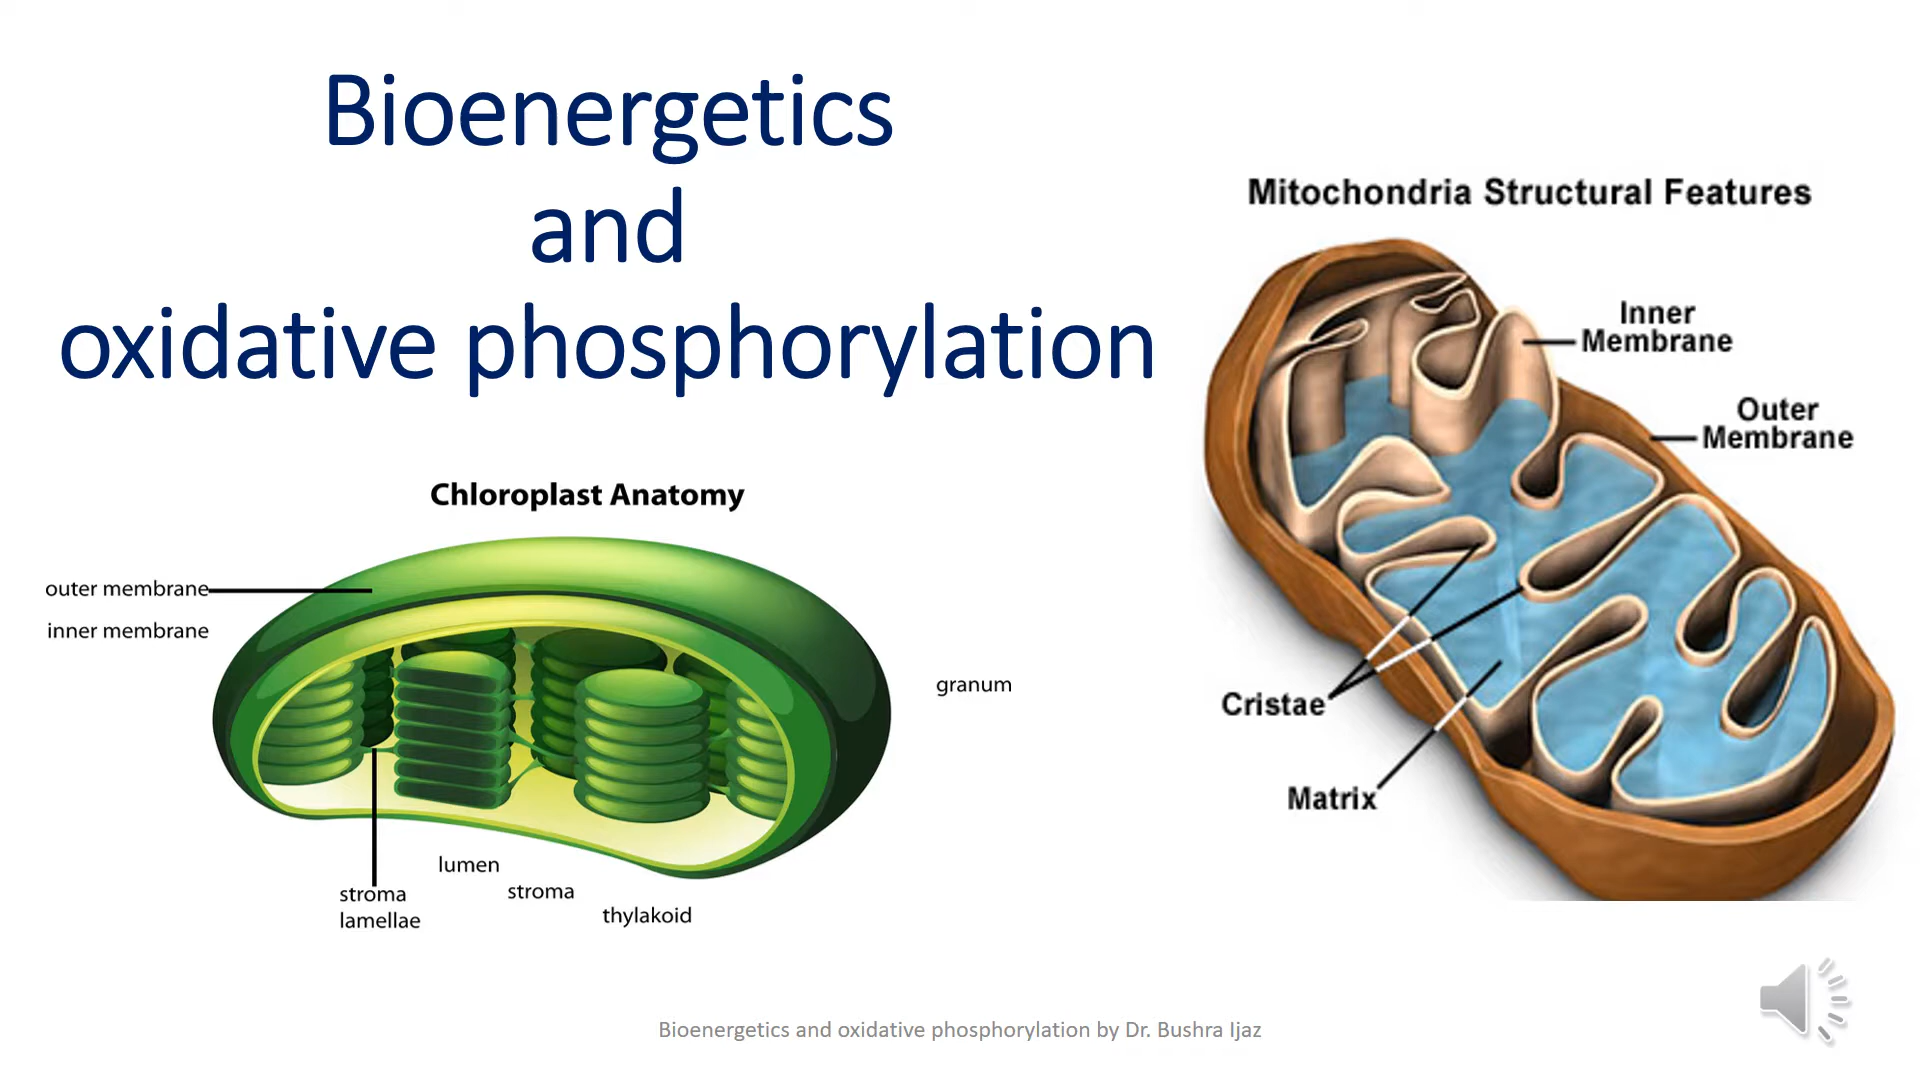 Bioenergetics
and
oxidative phosphorylation
Chloroplast Anatomy
outer membrane
inner membrane
granum
lumen
stroma
lamellae
stroma
thylakoid
Mitochondria Structural Features
Inner
Membrane
Outer
Membrane
Cristae
Matrix
Bioenergetics and oxidative phosphorylation by Dr. Bushra Ijaz